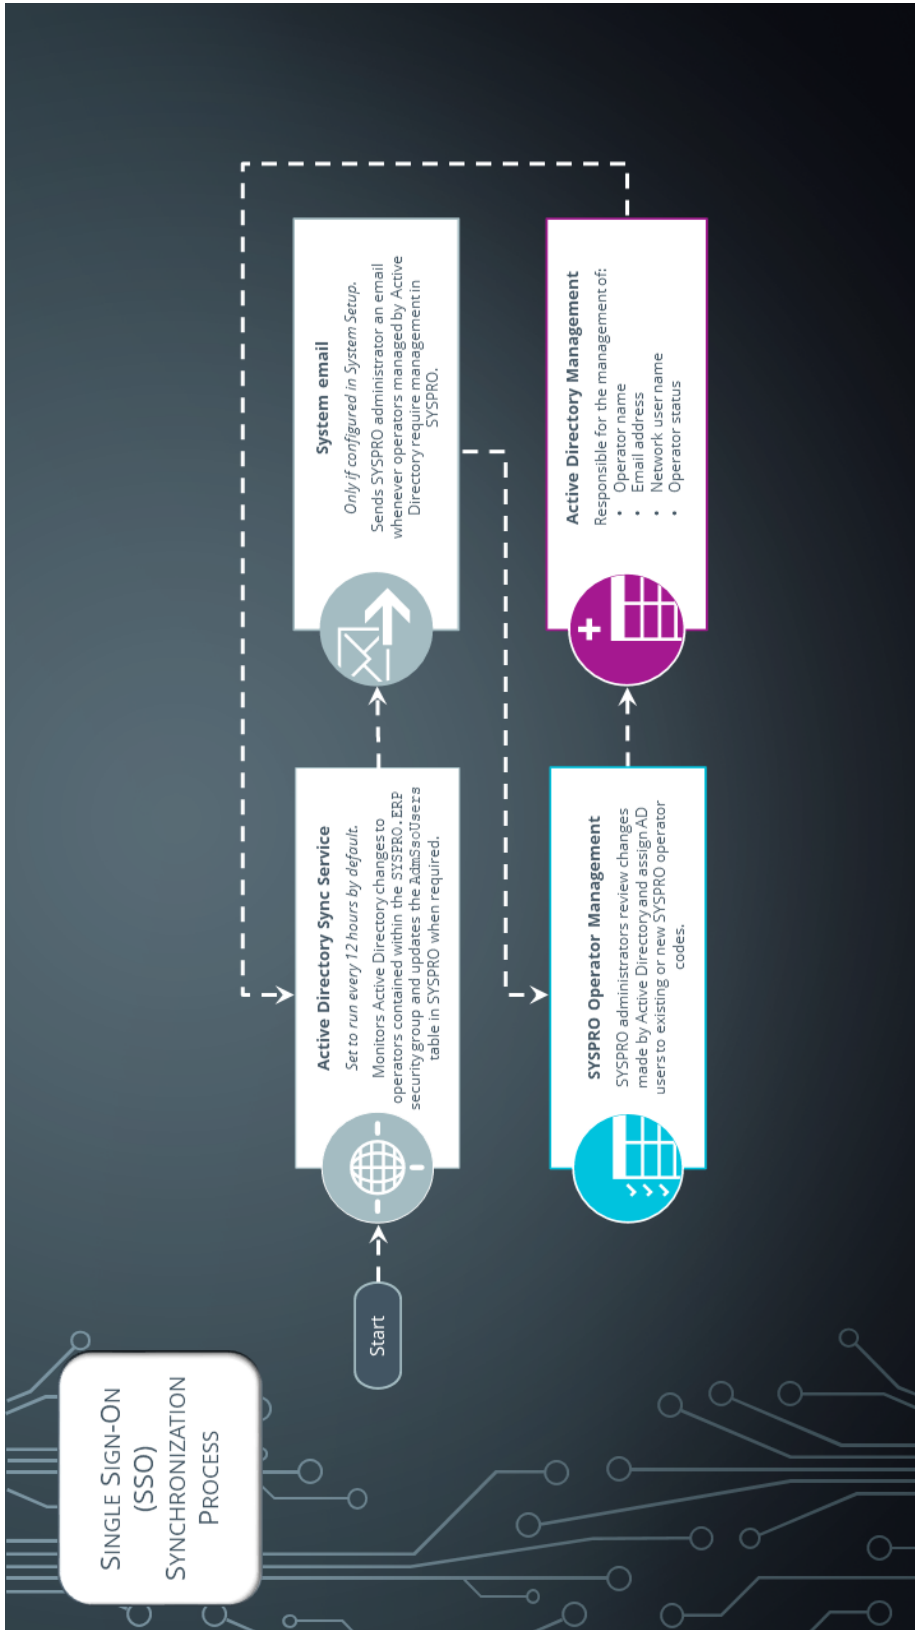 SINGLE SIGN-ON
(SSO)
SYNCHRONIZATION
PROCESS
Start
Active Directory Sync Service
Set to run every 12 hours by default.
Monitors Active Directory changes to
operators contained within the SYSPRO.ERP
security group and updates the AdmSsoUsers
table in SYSPRO when required.
System email
Only if configured in System Setup.
Sends SYSPRO administrator an email
whenever operators managed by Active
Directory require management in
SYSPRO.
SYSPRO Operator Management
SYSPRO administrators review changes
made by Active Directory and assign AD
users to existing or new SYSPRO operator
codes.
Active Directory Management
Responsible for the management of:
• Operator name
• Email address
• Network user name
• Operator status